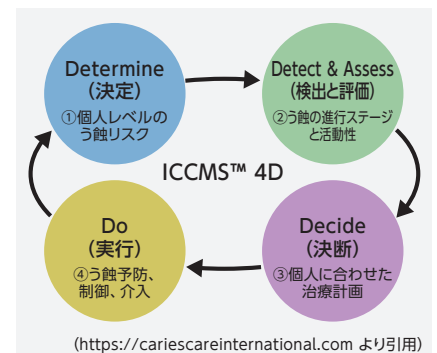 Determine
（決定）
①個人レベルの
う蝕リスク
Detect & Assess
（検出と評価）
②う蝕の進行ステージ
と活動性
ICCMS™ 4D
Do
（実行）
④う蝕予防、
制御、介入
Decide
（決断）
③個人に合わせた
治療計画
（https://cariescareinternational.com より引用）